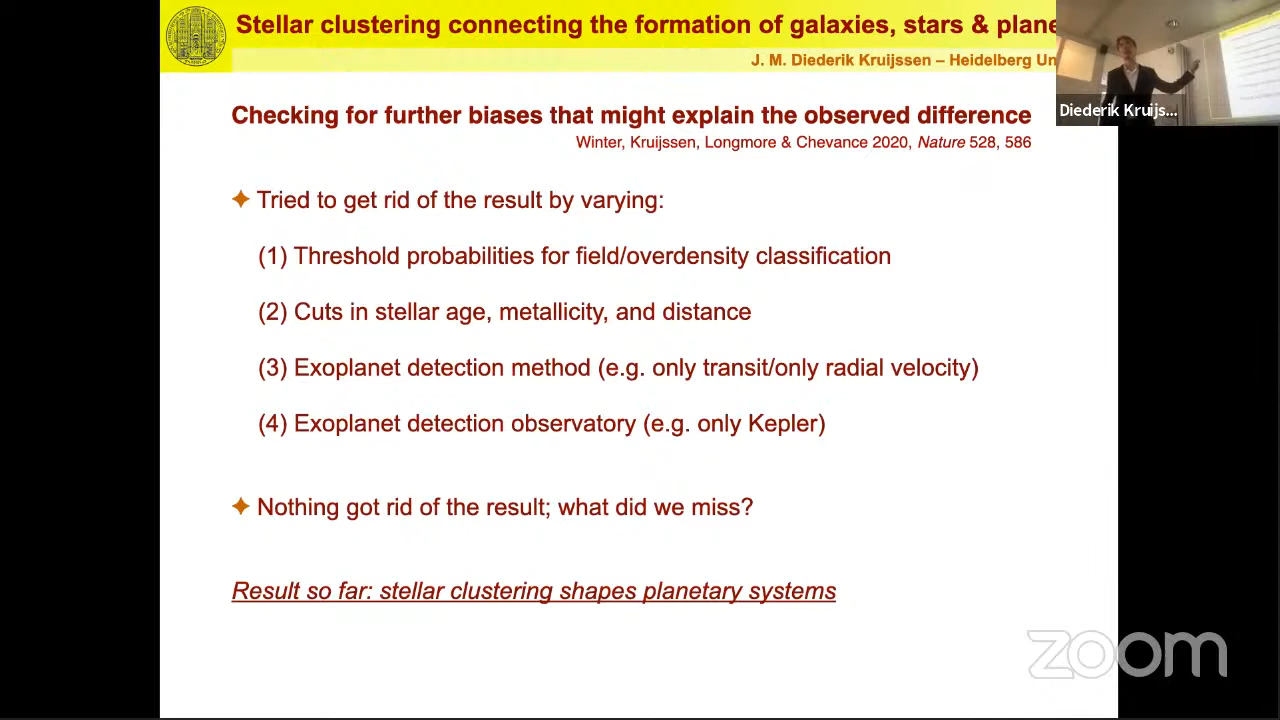 Stellar clustering connecting the formation of galaxies, stars & plane
J. M. Diederik Kruijssen – Heidelberg Un
Diederik Kruijs...
Checking for further biases that might explain the observed difference
Winter, Kruijssen, Longmore & Chevance 2020, Nature 528, 586
✦ Tried to get rid of the result by varying:
(1) Threshold probabilities for field/overdensity classification
(2) Cuts in stellar age, metallicity, and distance
(3) Exoplanet detection method (e.g. only transit/only radial velocity)
(4) Exoplanet detection observatory (e.g. only Kepler)
✦ Nothing got rid of the result; what did we miss?
Result so far: stellar clustering shapes planetary systems
zoom